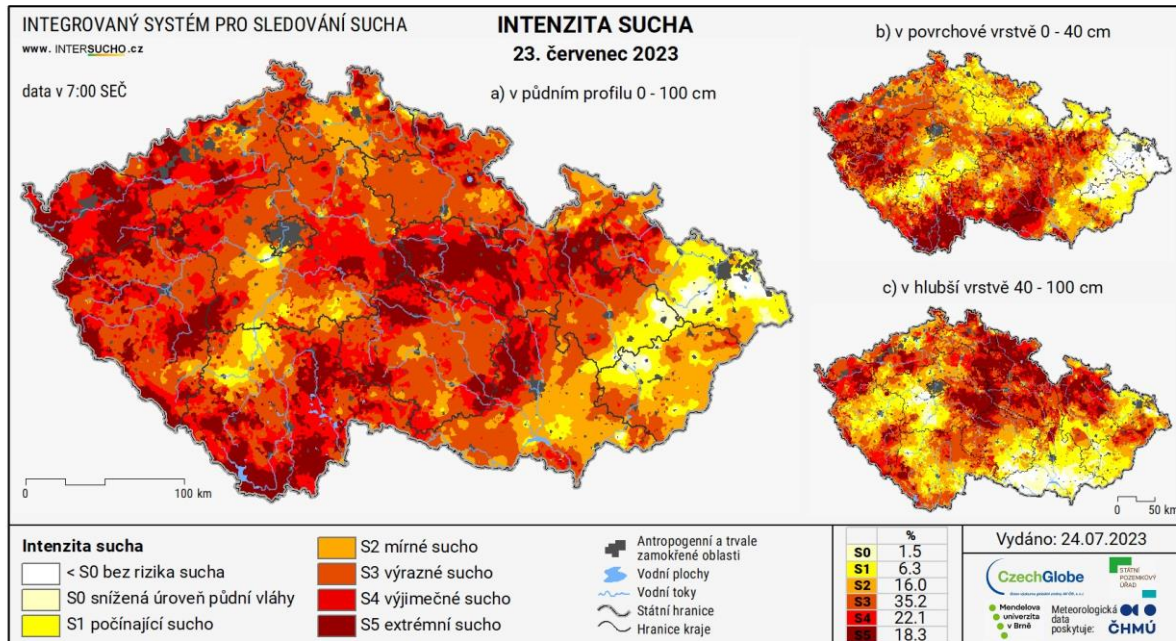 INTEGROVANÝ SYSTÉM PRO SLEDOVÁNÍ SUCHA
www. INTERSUCHO.cz
data v 7:00 SEČ
INTENZITA SUCHA
23. červenec 2023
a) v půdním profilu 0 - 100 cm
b) v povrchové vrstvě 0 - 40 cm
c) v hlubší vrstvě 40 - 100 cm
0 100 km
0 50 km
Intenzita sucha
< S0 bez rizika sucha
S0 snížená úroveň půdní vláhy
S1 počínající sucho
S2 mírné sucho
S3 výrazné sucho
S4 výjimečné sucho
S5 extrémní sucho
Antropogenní a trvale
zamokřené oblasti
Vodní plochy
Vodní toky
Státní hranice
Hranice kraje
%
S0 1.5
S1 6.3
S2 16.0
S3 35.2
S4 22.1
S5 18.3
Vydáno: 24.07.2023
CzechGlobe
STÁTNÍ
POZEMKOVÝ
ÚŘAD
Mendelova
univerzita
v Brně
Meteorologická
data
poskytuje:
ČHMÚ